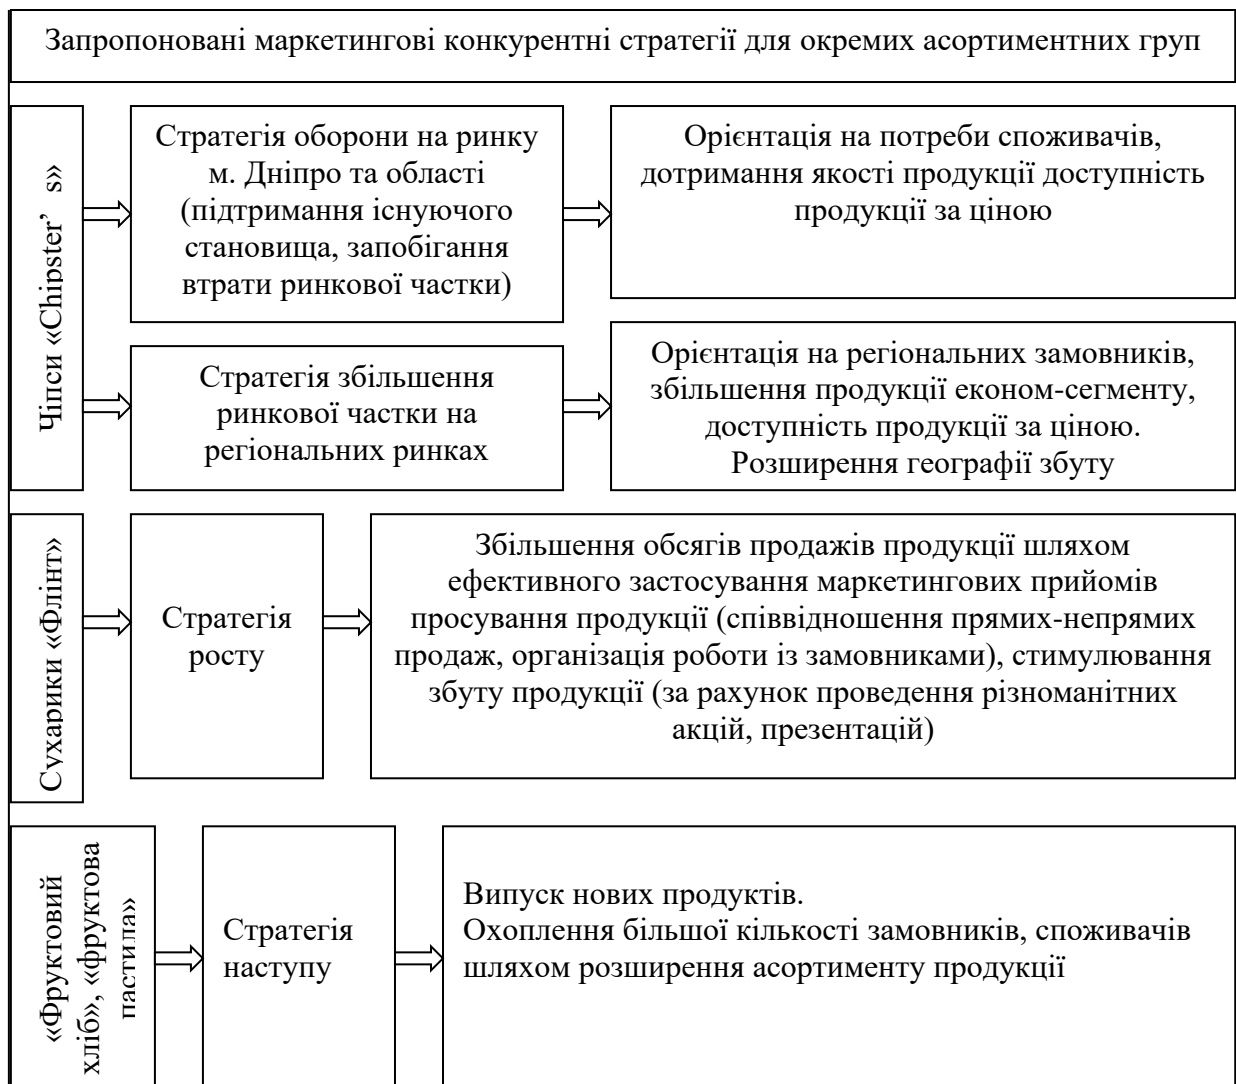 Запропоновані маркетингові конкурентні стратегії для окремих асортиментних груп
Чіпси «Chipster’ s»
Стратегія оборони на ринку
м. Дніпро та області
(підтримання існуючого
становища, запобігання
втрати ринкової частки)
Орієнтація на потреби споживачів,
дотримання якості продукції доступність
продукції за ціною
Стратегія збільшення
ринкової частки на
регіональних ринках
Орієнтація на регіональних замовників,
збільшення продукції економ-сегменту,
доступність продукції за ціною.
Розширення географії збуту
Сухарики «Флінт»
Стратегія
росту
Збільшення обсягів продажів продукції шляхом
ефективного застосування маркетингових прийомів
просування продукції (співвідношення прямих-непрямих
продаж, організація роботи із замовниками), стимулювання
збуту продукції (за рахунок проведення різноманітних
акцій, презентацій)
«Фруктовий
хліб», «фруктова
пастила»
Стратегія
наступу
Випуск нових продуктів.
Охоплення більшої кількості замовників, споживачів
шляхом розширення асортименту продукції